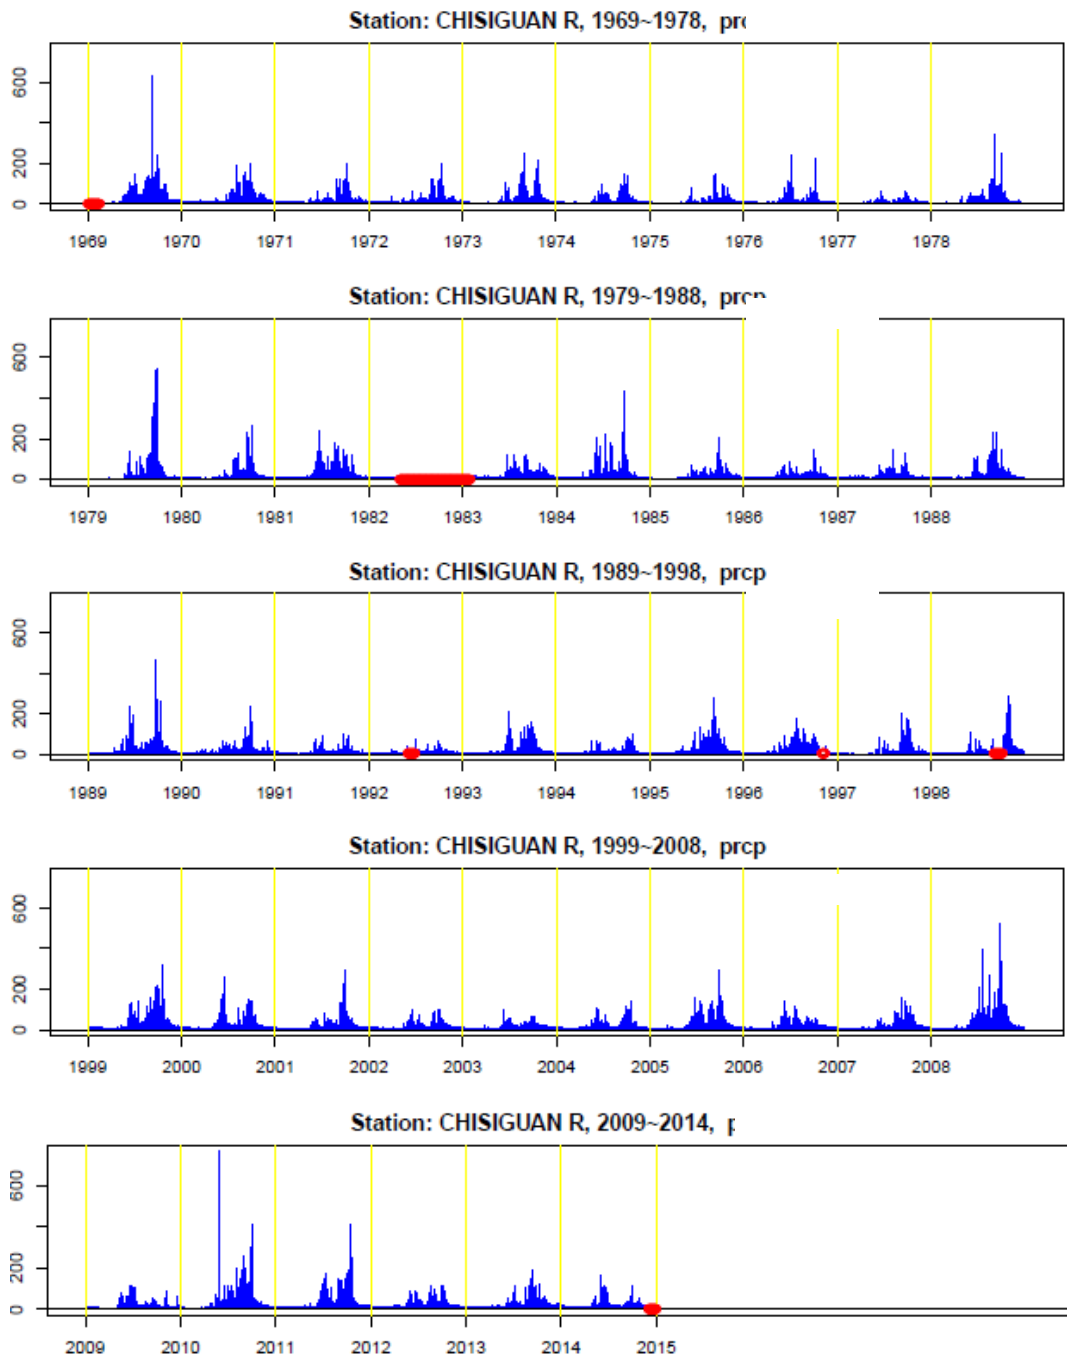 Station: CHISIGUAN R, 1969~1978,
600
200
0
1969 1970 1971 1972 1973 1974 1975 1976 1977 1978
Station: CHISIGUAN R, 1979~1988, prcp
600
200
0
1979 1980 1981 1982 1983 1984 1985 1986 1987 1988
Station: CHISIGUAN R, 1989~1998, prcp
600
200
0
1989 1990 1991 1992 1993 1994 1995 1996 1997 1998
Station: CHISIGUAN R, 1999~2008, prcp
600
200
0
1999 2000 2001 2002 2003 2004 2005 2006 2007 2008
Station: CHISIGUAN R, 2009~2014,
600
200
0
2009 2010 2011 2012 2013 2014 2015